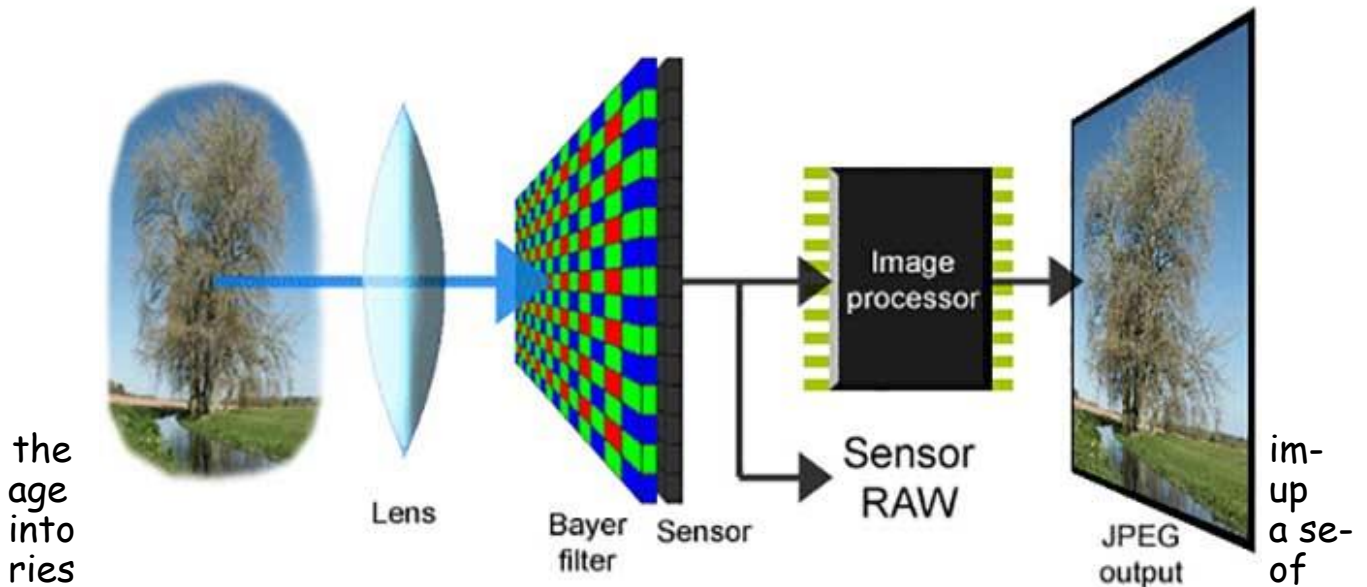 Image
processor
the im-
age up
into a se-
ries of
Sensor
RAW
Lens
Bayer
filter
Sensor
JPEG
output